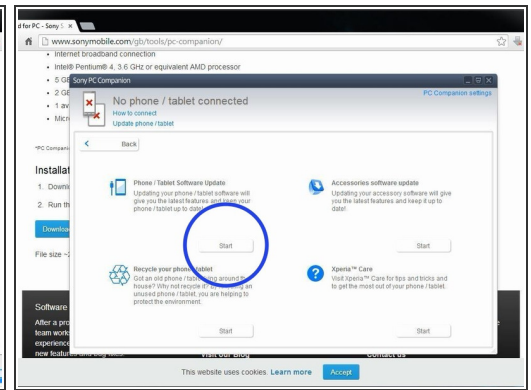 d for PC - Sony S
www.sonymobile.com/gb/tools/pc-companion/
Internet broadband connection
Intel® Pentium® 4, 3.6 GHz or equivalent AMD processor
5 GB
Sony PC Companion
2 GB
No phone / tablet connected
PC Companion settings
1 av
How to connect
Micro
Update phone / tablet
Back
*PC Compani
Installat
1. Downl
2. Run th
Phone / Tablet Software Update
Updating your phone / tablet software will
give you the latest features and keep your
phone / tablet up to date!
Start
Accessories software update
Updating your accessory software will give
you the latest features and keep it up to
date!
Start
Downloa
File size ~2
Recycle your phone/tablet
Got an old phone / tablet lying around the
house? Why not recycle it? By recycling an
unused phone / tablet, you are helping to
protect the environment.
Start
Xperia™ Care
Visit Xperia™ Care for tips and tricks and
to get the most out of your phone / tablet.
Start
Software
After a pro
team works
experience
new features and bug fixes.
Visit our Blog
Contact us
This website uses cookies. Learn more
Accept